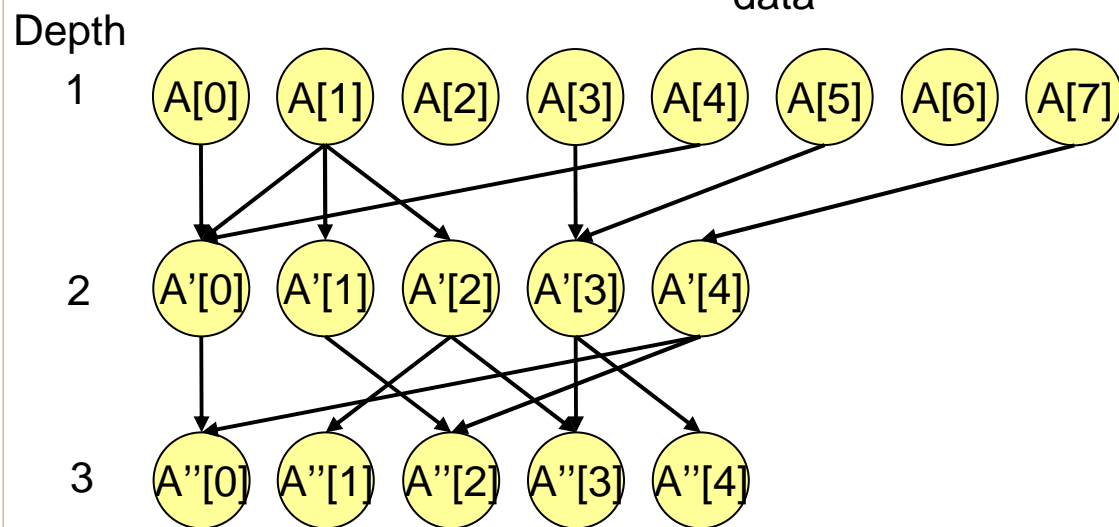 data
Depth
1 A[0] A[1] A[2] A[3] A[4] A[5] A[6] A[7]
2 A’[0] A’[1] A’[2] A’[3] A’[4]
3 A’’[0] A’’[1] A’’[2] A’’[3] A’’[4]